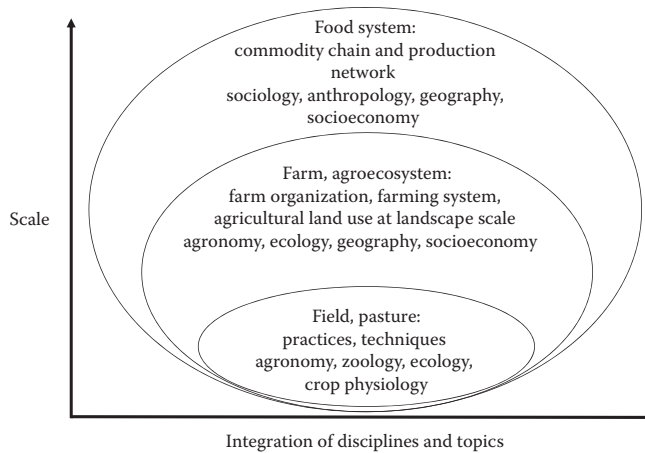 Food system:
commodity chain and production
network
sociology, anthropology, geography,
socioeconomy
Farm, agroecosystem:
farm organization, farming system,
agricultural land use at landscape scale
agronomy, ecology, geography, socioeconomy
Scale
Field, pasture:
practices, techniques
agronomy, zoology, ecology,
crop physiology
Integration of disciplines and topics